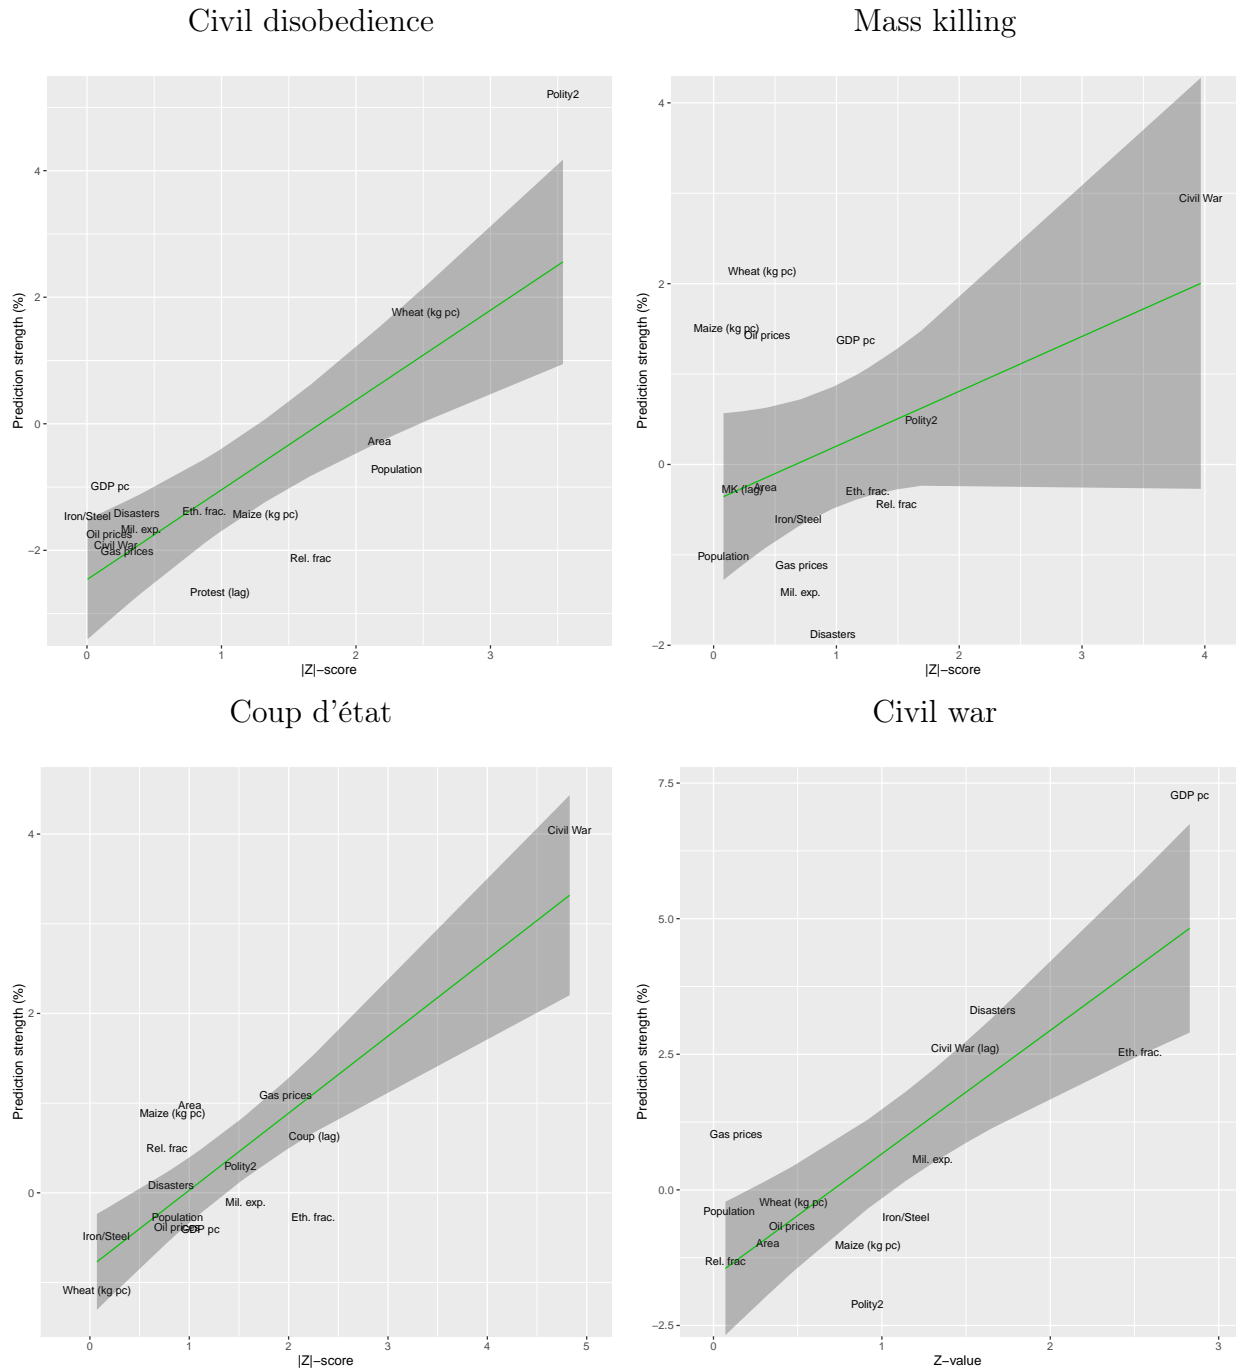 Civil disobedience
Polity2
4
2
0
−2
Wheat (kg pc)
Area
Population
GDP pc
Iron/Steel
Disasters
Eth. frac.
Maize (kg pc)
Oil prices
Mil. exp.
Civil War
Gas prices
Rel. frac
Protest (lag)
0
1
2
3
|Z|−score
Prediction strength (%)
Mass killing
4
2
0
−2
Civil War
Wheat (kg pc)
Maize (kg pc)
Oil prices
GDP pc
Polity2
MK (lag)
Area
Eth. frac.
Rel. frac
Iron/Steel
Population
Gas prices
Mil. exp.
Disasters
0
1
2
3
4
|Z|−score
Prediction strength (%)
Coup d'état
4
2
0
Civil War
Gas prices
Area
Maize (kg pc)
Coup (lag)
Rel. frac
Polity2
Disasters
Mil. exp.
Population
Eth. frac.
Oil prices
GDP pc
Iron/Steel
Wheat (kg pc)
0
1
2
3
4
5
|Z|−score
Prediction strength (%)
Civil war
7.5
5.0
2.5
0.0
−2.5
GDP pc
Disasters
Civil War (lag)
Eth. frac.
Gas prices
Mil. exp.
Wheat (kg pc)
Population
Iron/Steel
Oil prices
Area
Maize (kg pc)
Rel. frac
Polity2
0
1
2
3
Z−value
Prediction strength (%)